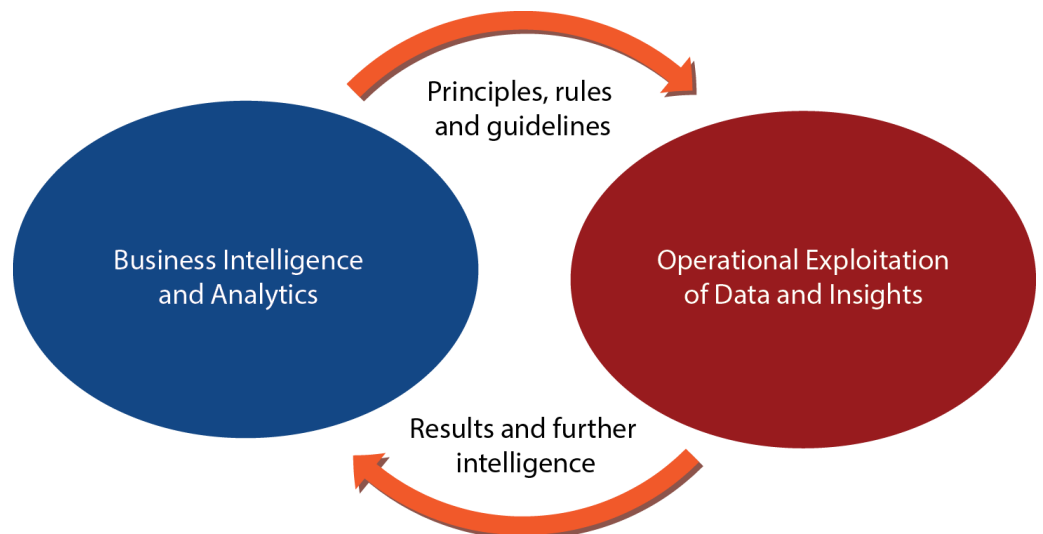 Principles, rules
and guidelines
Business Intelligence
and Analytics
Operational Exploitation
of Data and Insights
Results and further
intelligence